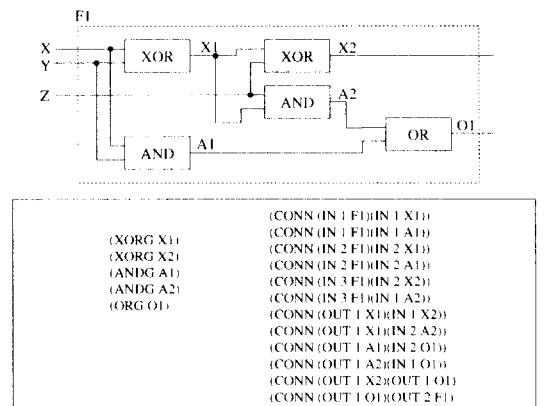 F1
X XOR X1 XOR X2
Y
Z AND A2
OR O1
AND A1
(XORG X1)
(XORG X2)
(ANDG A1)
(ANDG A2)
(ORG O1)
(CONN (IN 1 F1)(IN 1 X1))
(CONN (IN 1 F1)(IN 1 A1))
(CONN (IN 2 F1)(IN 2 X1))
(CONN (IN 2 F1)(IN 2 A1))
(CONN (IN 3 F1)(IN 2 X2))
(CONN (IN 3 F1)(IN 1 A2))
(CONN (OUT 1 X1)(IN 1 X2))
(CONN (OUT 1 X1)(IN 2 A2))
(CONN (OUT 1 A1)(IN 2 O1))
(CONN (OUT 1 A2)(IN 1 O1))
(CONN (OUT 1 X2)(OUT 1 O1)
(CONN (OUT 1 O1)(OUT 2 F1)